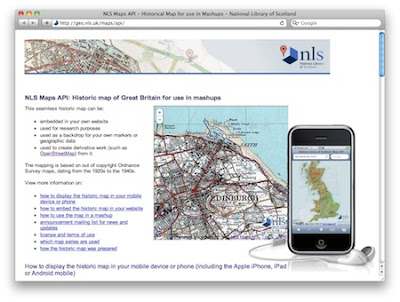 NLS Maps API - Historical Map for use in Mashups - National Library of Scotland
http://geo.nls.uk/maps/api/
nls
National Library
of Scotland
NLS Maps API: Historic map of Great Britain for use in mashups
This seamless historic map can be:
embedded in your own website
used for research purposes
used as a backdrop for your own markers or
geographic data
used to create derivative work (such as
OpenStreetMap) from it.
The mapping is based on out of copyright Ordnance
Survey maps, dating from the 1920s to the 1940s.
View more information on:
how to display the historic map in your mobile
device or phone
how to embed the historic map in your website
how to use the map in a mashup
announcement mailing list for news and
updates
license and terms of use
which map series are used
how the historic map was prepared
LEITH
EDINBURGH
nls
How to display the historic map in your mobile device or phone (including the Apple iPhone, iPad
or Android mobile)